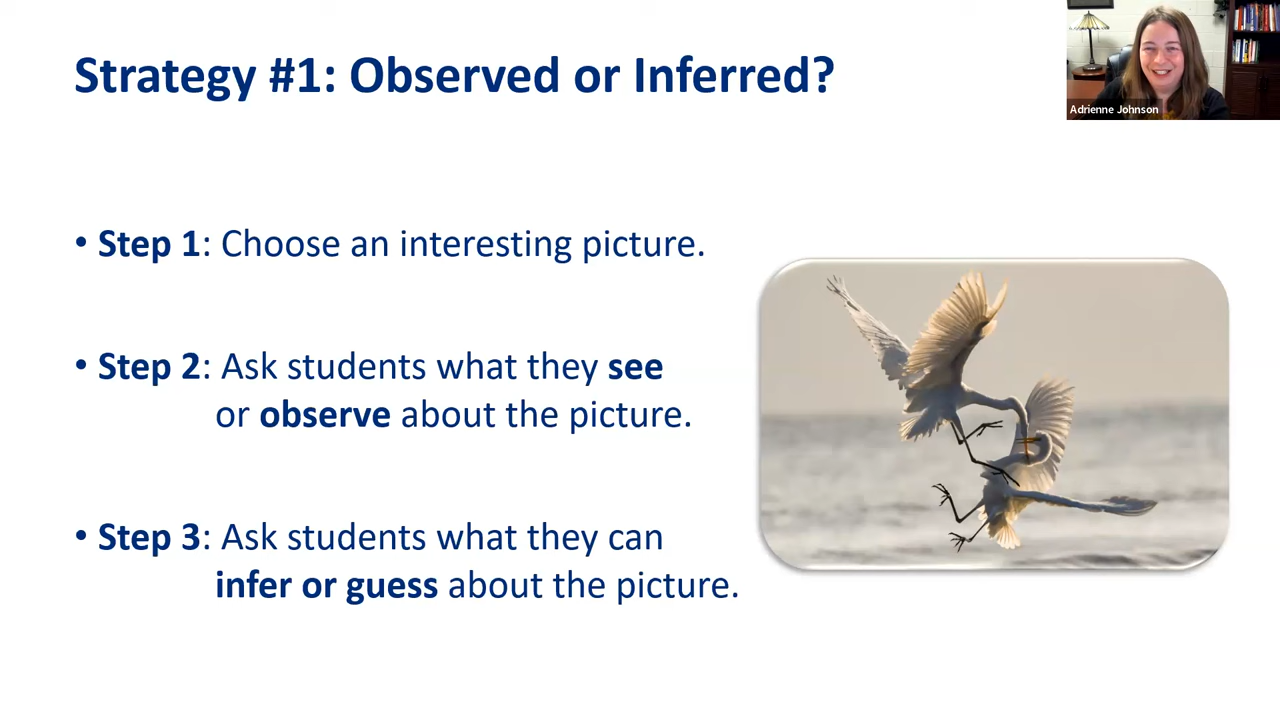 Strategy #1: Observed or Inferred?
Adrienne Johnson
• Step 1: Choose an interesting picture.
• Step 2: Ask students what they see
or observe about the picture.
• Step 3: Ask students what they can
infer or guess about the picture.